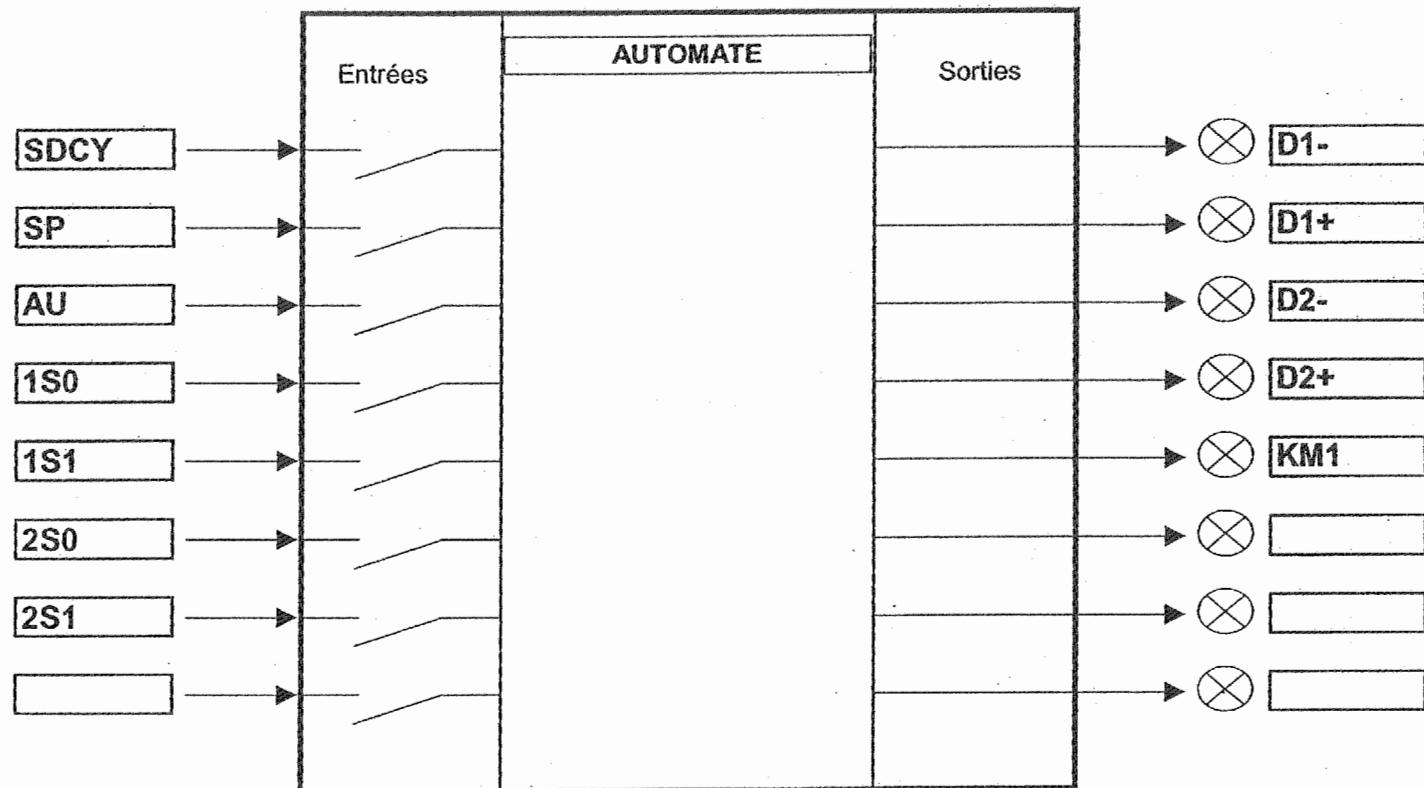 AUTOMATE
Entrées
Sorties
SDCY
D1-
SP
D1+
AU
D2-
1S0
D2+
1S1
KM1
2S0
2S1